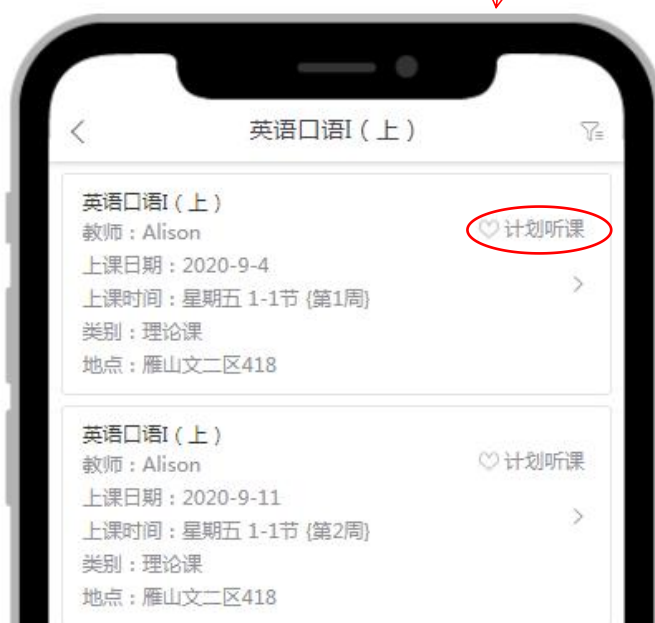 英语口语I（上）
英语口语I（上）
教师：Alison
计划听课
上课日期：2020-9-4
上课时间：星期五 1-1节 {第1周}
类别：理论课
地点：雁山文二区418
英语口语I（上）
教师：Alison
计划听课
上课日期：2020-9-11
上课时间：星期五 1-1节 {第2周}
类别：理论课
地点：雁山文二区418